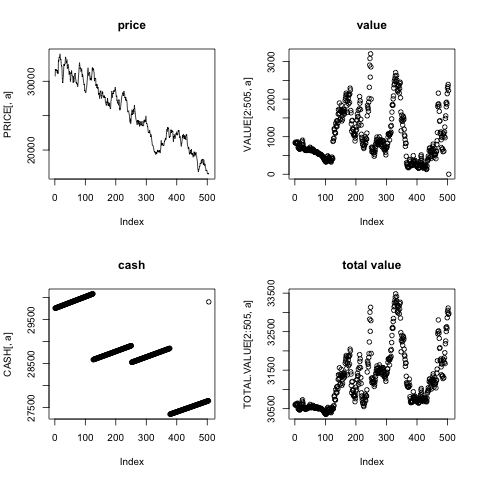 price
PRICE[, a]
30000
20000
0 100 200 300 400 500
Index
value
VALUE[2:505, a]
3000
2000
1000
0
0 100 200 300 400 500
Index
cash
CASH[, a]
29500
28500
27500
0 100 200 300 400 500
Index
total value
TOTAL.VALUE[2:505, a]
33500
32500
31500
30500
0 100 200 300 400 500
Index